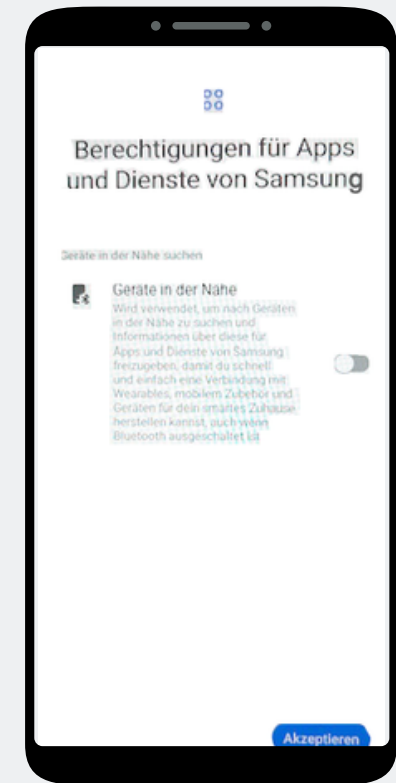 Berechtigungen für Apps
und Dienste von Samsung
Geräte in der Nähe suchen
Geräte in der Nähe
Wird verwendet, um nach Geräten
in der Nähe zu suchen und
Informationen über diese für
Apps und Dienste von Samsung
freizugeben, damit du schnell
und einfach eine Verbindung mit
Wearables, mobilem Zubehör und
Geräten für dein smartes Zuhause
herstellen kannst, auch wenn
Bluetooth ausgeschaltet ist
Akzeptieren